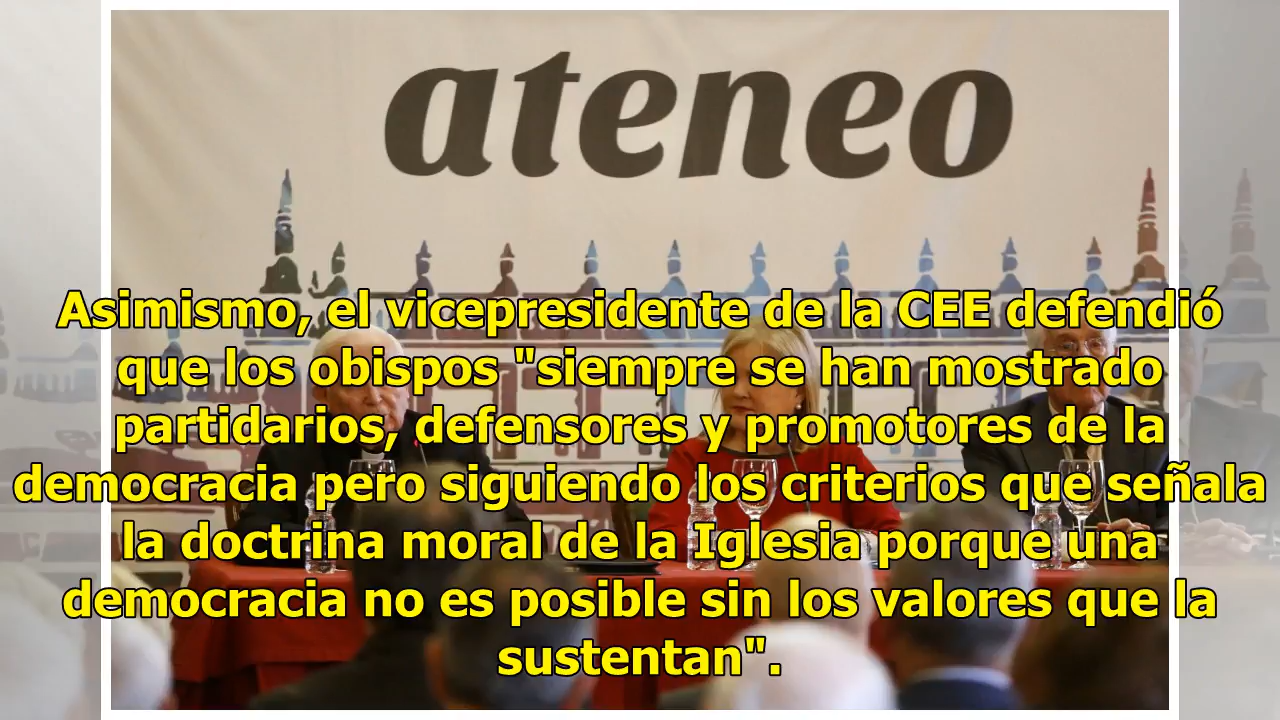 ateneo
Asimismo, el vicepresidente de la CEE defendió
que los obispos "siempre se han mostrado
partidarios, defensores y promotores de la
democracia pero siguiendo los criterios que señala
la doctrina moral de la Iglesia porque una
democracia no es posible sin los valores que la
sustentan".